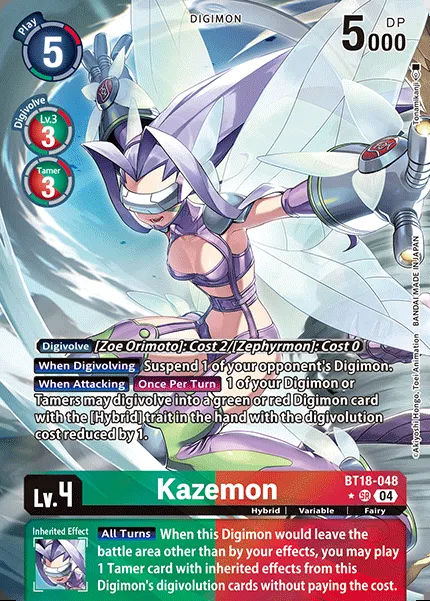 DIGIMON
Play
5
DP
5000
Digivolve
Lv.3
3
Tamer
3
Tonamikanji
©Akiyoshi Hongo, Toei Animation BANDAI MADE IN JAPAN
Digivolve [Zoe Orimoto]: Cost 2/[Zephyrmon]: Cost 0
When Digivolving Suspend 1 of your opponent's Digimon.
When Attacking Once Per Turn 1 of your Digimon or
Tamers may digivolve into a green or red Digimon card
with the [Hybrid] trait in the hand with the digivolution
cost reduced by 1.
BT18-048
Lv.4
Kazemon
★ SR 04
Hybrid | Variable | Fairy
Inherited Effect
All Turns When this Digimon would leave the
battle area other than by your effects, you may play
1 Tamer card with inherited effects from this
Digimon's digivolution cards without paying the cost.